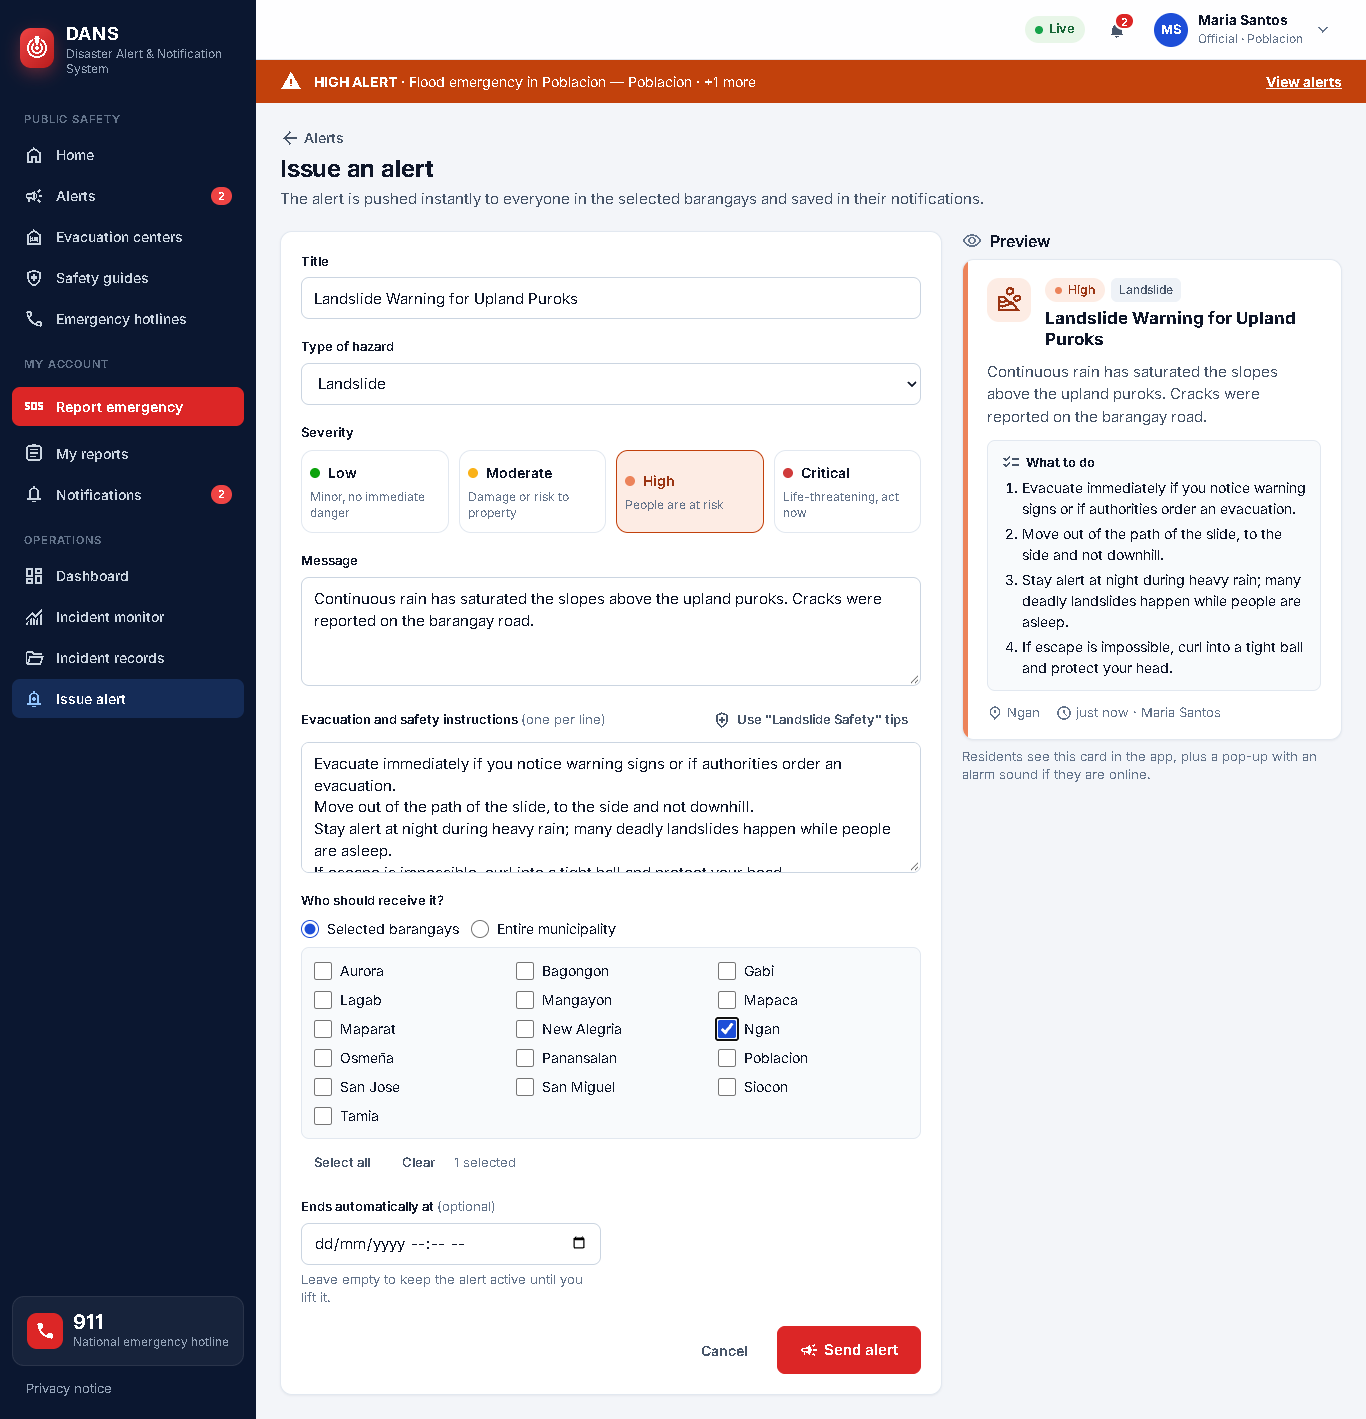 DANS
Disaster Alert & Notification
System
PUBLIC SAFETY
Home
Alerts
2
Evacuation centers
Safety guides
Emergency hotlines
MY ACCOUNT
SOS Report emergency
My reports
Notifications
2
OPERATIONS
Dashboard
Incident monitor
Incident records
Issue alert
911
National emergency hotline
Privacy notice
Live
2
MS
Maria Santos
Official · Poblacion
HIGH ALERT · Flood emergency in Poblacion — Poblacion · +1 more
View alerts
Alerts
Issue an alert
The alert is pushed instantly to everyone in the selected barangays and saved in their notifications.
Title
Landslide Warning for Upland Puroks
Type of hazard
Landslide
Severity
Low
Minor, no immediate
danger
Moderate
Damage or risk to
property
High
People are at risk
Critical
Life-threatening, act
now
Message
Continuous rain has saturated the slopes above the upland puroks. Cracks were
reported on the barangay road.
Evacuation and safety instructions (one per line)
Use "Landslide Safety" tips
Evacuate immediately if you notice warning signs or if authorities order an
evacuation.
Move out of the path of the slide, to the side and not downhill.
Stay alert at night during heavy rain; many deadly landslides happen while people
are asleep.
If escape is impossible, curl into a tight ball and protect your head.
Who should receive it?
Selected barangays
Entire municipality
Aurora
Bagongon
Gabi
Lagab
Mangayon
Mapaca
Maparat
New Alegria
Ngan
Osmeña
Panansalan
Poblacion
San Jose
San Miguel
Siocon
Tamia
Select all
Clear
1 selected
Ends automatically at (optional)
dd/mm/yyyy --:-- --
Leave empty to keep the alert active until you
lift it.
Cancel
Send alert
Preview
High
Landslide
Landslide Warning for Upland
Puroks
Continuous rain has saturated the slopes
above the upland puroks. Cracks were
reported on the barangay road.
What to do
1. Evacuate immediately if you notice warning
signs or if authorities order an evacuation.
2. Move out of the path of the slide, to the
side and not downhill.
3. Stay alert at night during heavy rain; many
deadly landslides happen while people are
asleep.
4. If escape is impossible, curl into a tight ball
and protect your head.
Ngan
just now · Maria Santos
Residents see this card in the app, plus a pop-up with an
alarm sound if they are online.